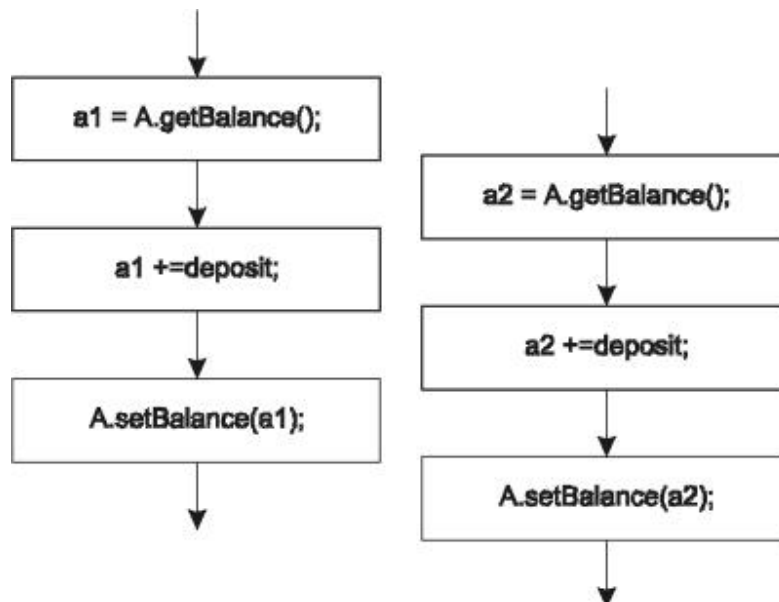 a1 = A.getBalance();
a1 +=deposit;
A.setBalance(a1);
a2 = A.getBalance();
a2 +=deposit;
A.setBalance(a2);